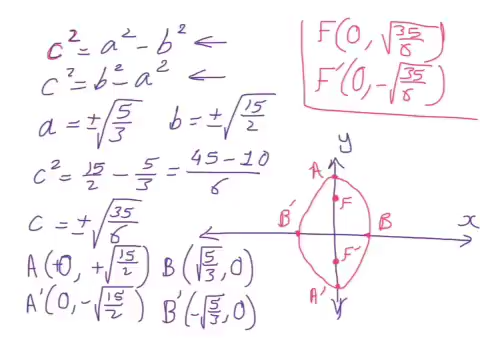 c² = a² - b² ←
c² = b² - a² ←
a = ±√(5/3)   b = ±√(15/2)
c² = 15/2 - 5/3 = (45 - 10)/6
c = ±√(35/6)
A(+0, +√(15/2))   B(√(5/3), 0)
A'(0, -√(15/2))   B'(-√(5/3), 0)
F(0, √(35/6))
F'(0, -√(35/6))
y
A
F
B'   B   x
F'
A'